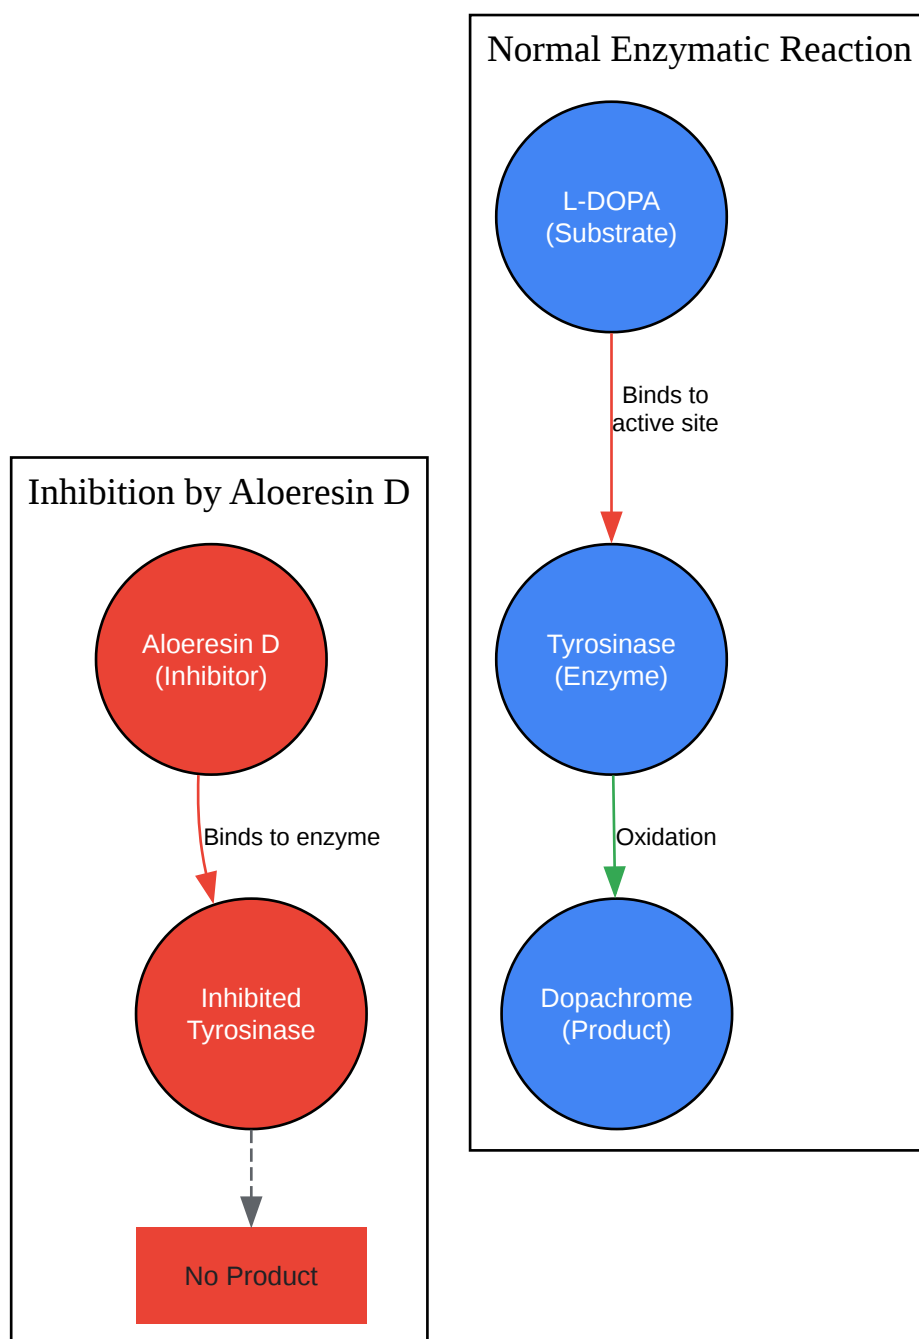 Normal Enzymatic Reaction
L-DOPA
(Substrate)
Binds to
active site
Tyrosinase
(Enzyme)
Oxidation
Dopachrome
(Product)
Inhibition by Aloeresin D
Aloeresin D
(Inhibitor)
Binds to enzyme
Inhibited
Tyrosinase
No Product